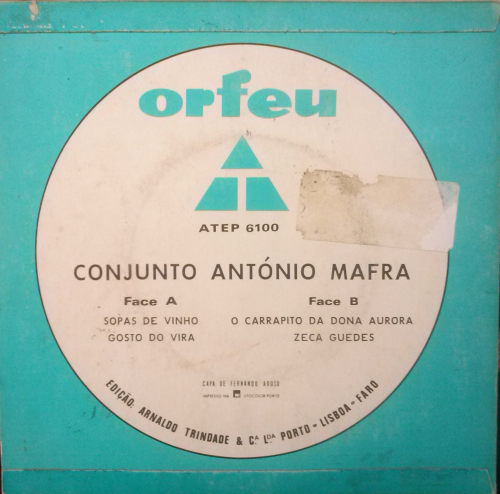 orfeu
ATEP 6100
CONJUNTO ANTÓNIO MAFRA
Face A
SOPAS DE VINHO
GOSTO DO VIRA
Face B
O CARRAPITO DA DONA AURORA
ZECA GUEDES
CAPA DE FERNANDO AROSO
EDIÇÃO: ARNALDO TRINDADE & Cª Lᴰᴬ PORTO - LISBOA - FARO